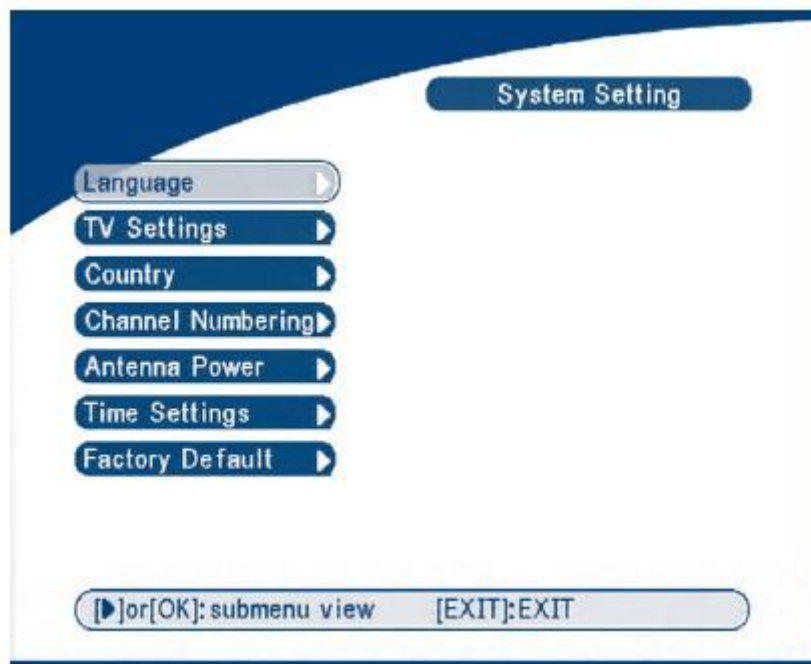 System Setting
Language
TV Settings
Country
Channel Numbering
Antenna Power
Time Settings
Factory Default
[▶]or[OK]:submenu view [EXIT]:EXIT